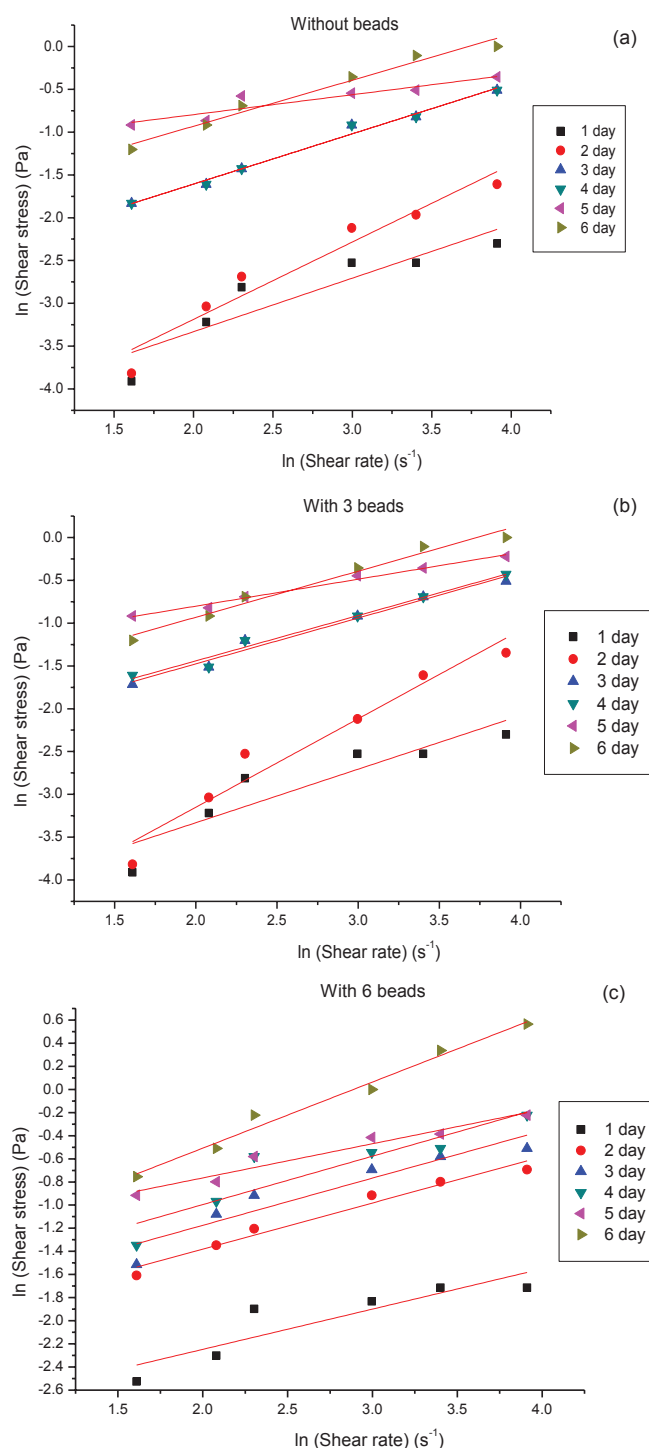 Without beads
(a)
0.0
-0.5
-1.0
-1.5
-2.0
-2.5
-3.0
-3.5
-4.0
ln (Shear stress) (Pa)
1 day
2 day
3 day
4 day
5 day
6 day
1.5 2.0 2.5 3.0 3.5 4.0
ln (Shear rate) (s⁻¹)
With 3 beads
(b)
0.0
-0.5
-1.0
-1.5
-2.0
-2.5
-3.0
-3.5
-4.0
ln (Shear stress) (Pa)
1 day
2 day
3 day
4 day
5 day
6 day
1.5 2.0 2.5 3.0 3.5 4.0
ln (Shear rate) (s⁻¹)
With 6 beads
(c)
0.6
0.4
0.2
0.0
-0.2
-0.4
-0.6
-0.8
-1.0
-1.2
-1.4
-1.6
-1.8
-2.0
-2.2
-2.4
-2.6
ln (Shear stress) (Pa)
1 day
2 day
3 day
4 day
5 day
6 day
1.5 2.0 2.5 3.0 3.5 4.0
ln (Shear rate) (s⁻¹)